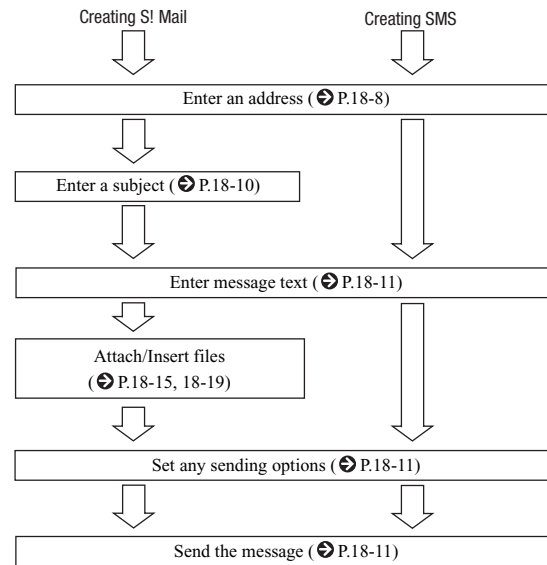 Creating S! Mail
Creating SMS
Enter an address (➲ P.18-8)
Enter a subject (➲ P.18-10)
Enter message text (➲ P.18-11)
Attach/Insert files
(➲ P.18-15, 18-19)
Set any sending options (➲ P.18-11)
Send the message (➲ P.18-11)